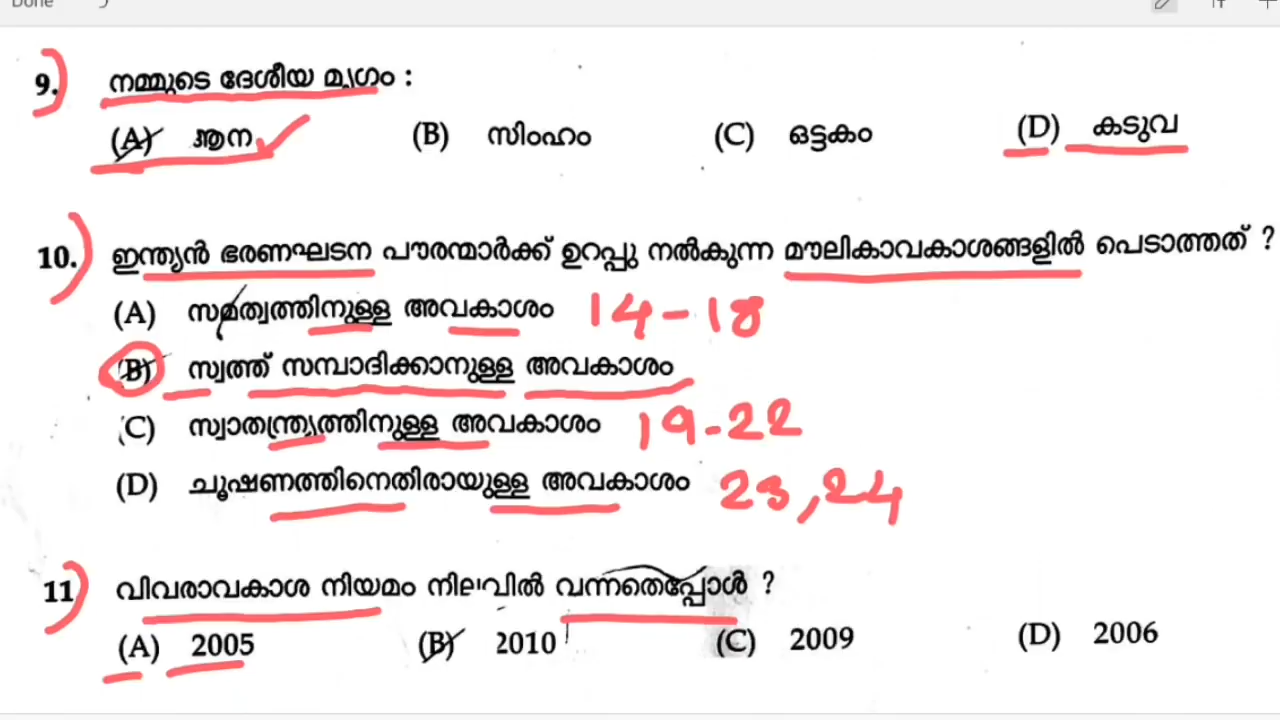 Done
9. നമ്മുടെ ദേശീയ മൃഗം :
(A) ആന (B) സിംഹം (C) ഒട്ടകം (D) കടുവ
10. ഇന്ത്യൻ ഭരണഘടന പൗരന്മാർക്ക് ഉറപ്പു നൽകുന്ന മൗലികാവകാശങ്ങളിൽ പെടാത്തത് ?
(A) സമത്വത്തിനുള്ള അവകാശം 14-18
(B) സ്വത്ത് സമ്പാദിക്കാനുള്ള അവകാശം
(C) സ്വാതന്ത്ര്യത്തിനുള്ള അവകാശം 19-22
(D) ചൂഷണത്തിനെതിരായുള്ള അവകാശം 23,24
11) വിവരാവകാശ നിയമം നിലവിൽ വന്നതെപ്പോൾ ?
(A) 2005 (B) 2010 (C) 2009 (D) 2006